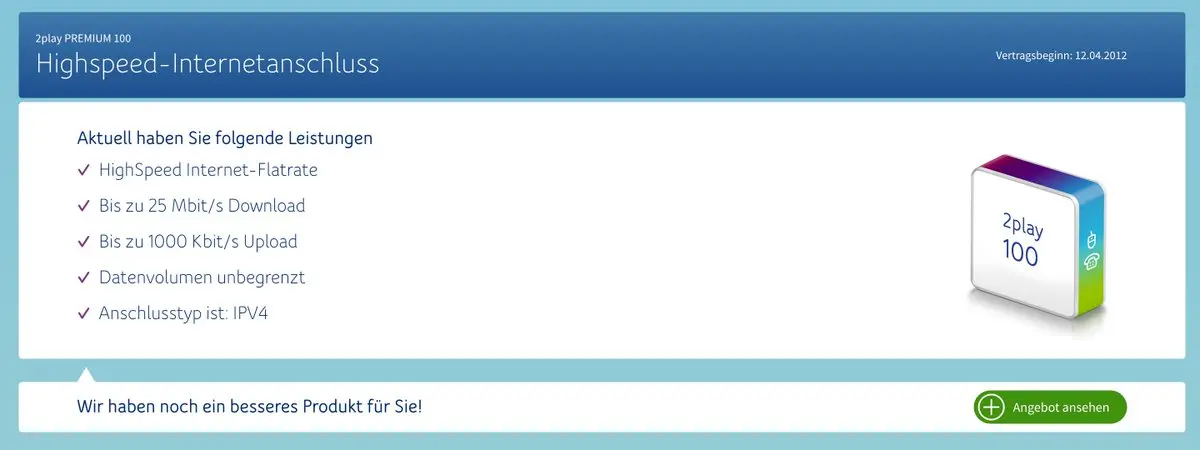 2play PREMIUM 100
Highspeed-Internetanschluss
Vertragsbeginn: 12.04.2012
Aktuell haben Sie folgende Leistungen
HighSpeed Internet-Flatrate
Bis zu 25 Mbit/s Download
Bis zu 1000 Kbit/s Upload
Datenvolumen unbegrenzt
Anschlusstyp ist: IPV4
2play
100
Wir haben noch ein besseres Produkt für Sie!
Angebot ansehen